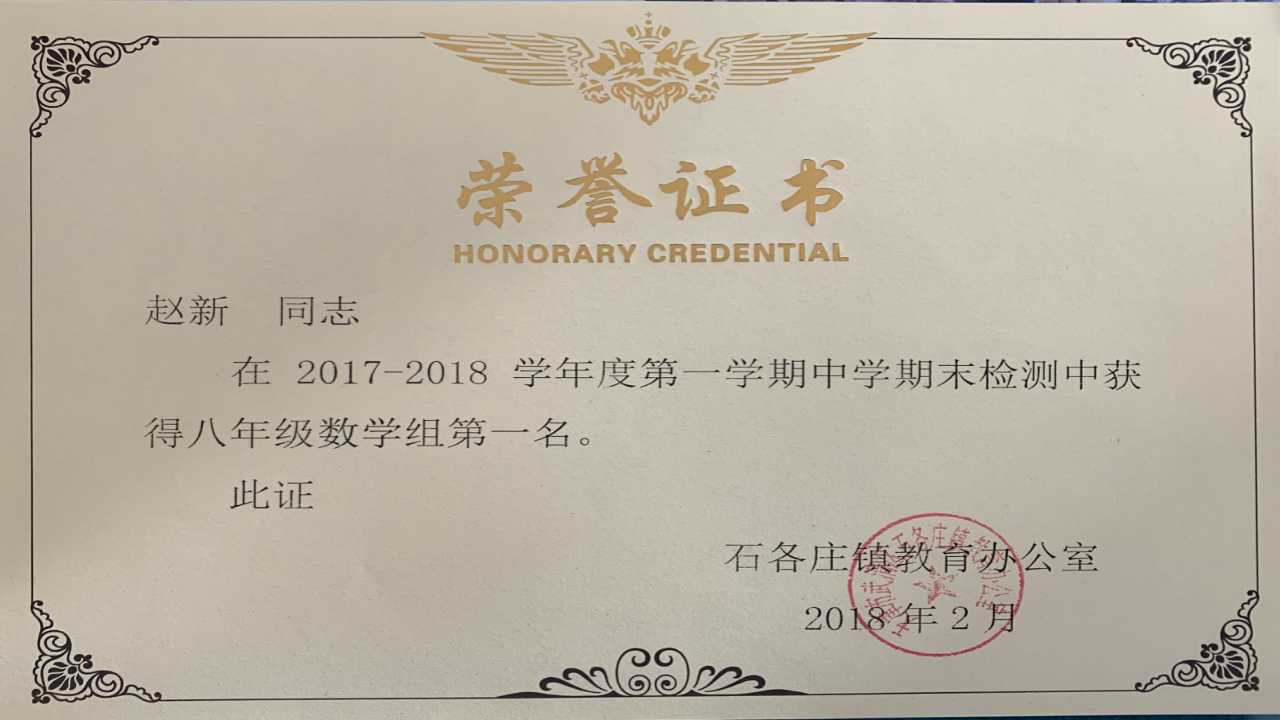 荣誉证书
HONORARY CREDENTIAL
赵新 同志
在 2017-2018 学年度第一学期中学期末检测中获
得八年级数学组第一名。
此证
石各庄镇教育办公室
2018 年 2 月